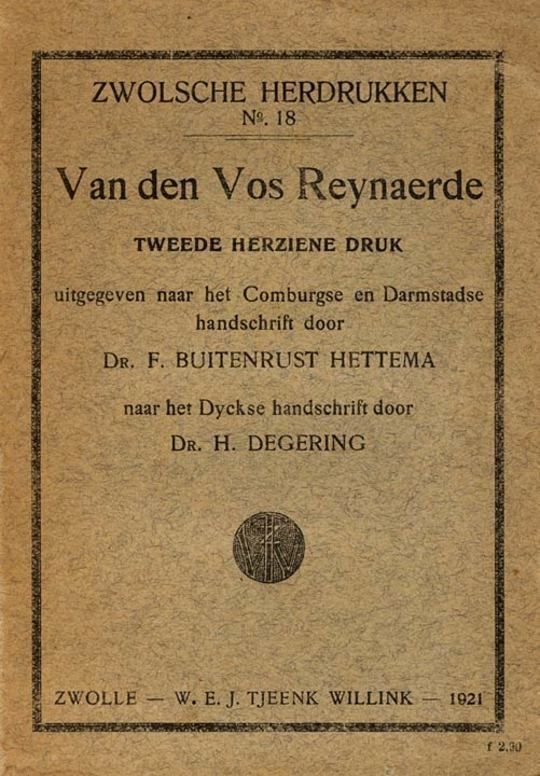 ZWOLSCHE HERDRUKKEN
Nº. 18
Van den Vos Reynaerde
TWEEDE HERZIENE DRUK
uitgegeven naar het Comburgse en Darmstadse
handschrift door
DR. F. BUITENRUST HETTEMA
naar het Dyckse handschrift door
DR. H. DEGERING
ZWOLLE — W. E. J. TJEENK WILLINK — 1921
f 2.90